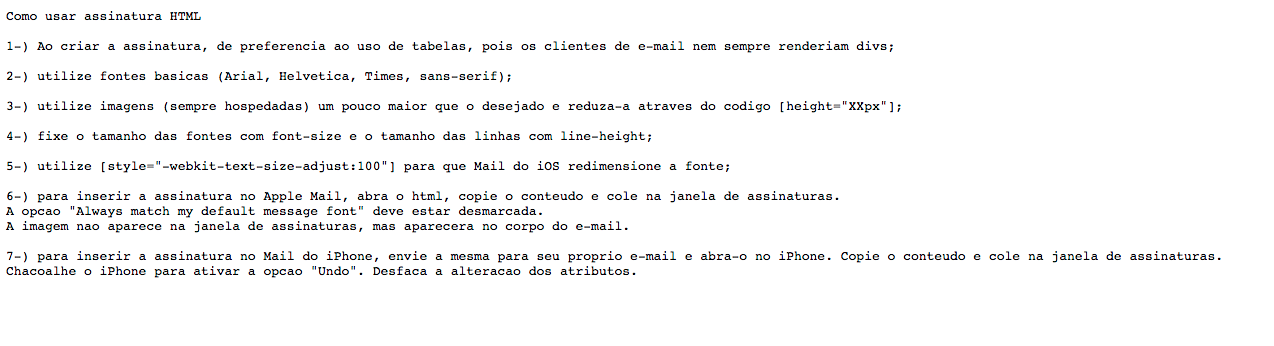 Como usar assinatura HTML
1-) Ao criar a assinatura, de preferencia ao uso de tabelas, pois os clientes de e-mail nem sempre renderiam divs;
2-) utilize fontes basicas (Arial, Helvetica, Times, sans-serif);
3-) utilize imagens (sempre hospedadas) um pouco maior que o desejado e reduza-a atraves do codigo [height="XXpx"];
4-) fixe o tamanho das fontes com font-size e o tamanho das linhas com line-height;
5-) utilize [style="-webkit-text-size-adjust:100"] para que Mail do iOS redimensione a fonte;
6-) para inserir a assinatura no Apple Mail, abra o html, copie o conteudo e cole na janela de assinaturas.
A opcao "Always match my default message font" deve estar desmarcada.
A imagem nao aparece na janela de assinaturas, mas aparecera no corpo do e-mail.
7-) para inserir a assinatura no Mail do iPhone, envie a mesma para seu proprio e-mail e abra-o no iPhone. Copie o conteudo e cole na janela de assinaturas.
Chacoalhe o iPhone para ativar a opcao "Undo". Desfaca a alteracao dos atributos.